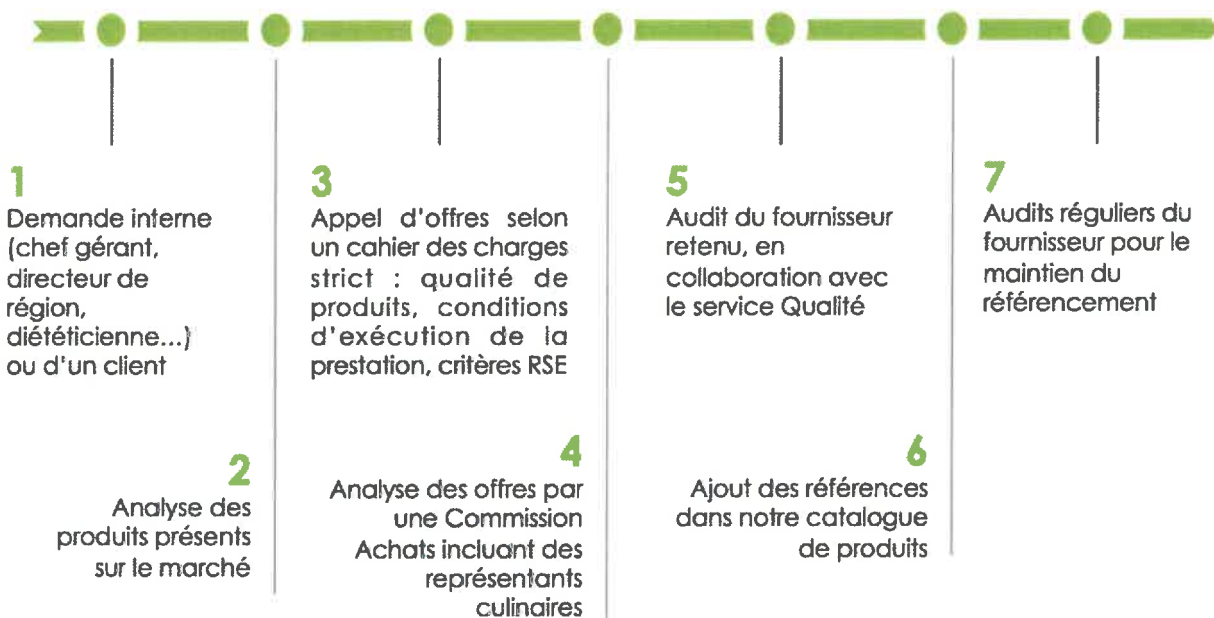 1
Demande interne
(chef gérant,
directeur de
région,
diététicienne...)
ou d'un client
2
Analyse des
produits présents
sur le marché
3
Appel d'offres selon
un cahier des charges
strict : qualité de
produits, conditions
d'exécution de la
prestation, critères RSE
4
Analyse des offres par
une Commission
Achats incluant des
représentants
culinaires
5
Audit du fournisseur
retenu, en
collaboration avec
le service Qualité
6
Ajout des références
dans notre catalogue
de produits
7
Audits réguliers du
fournisseur pour le
maintien du
référencement